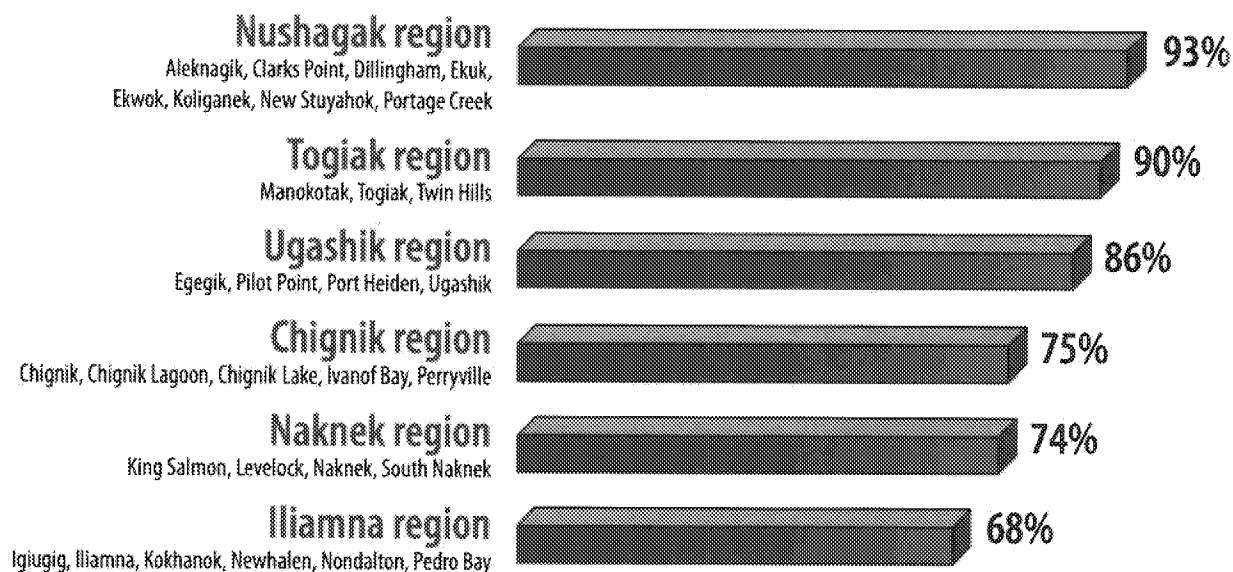 Nushagak region
93%
Aleknagik, Clarks Point, Dillingham, Ekuk,
Ekwok, Koliganek, New Stuyahok, Portage Creek
Togiak region
90%
Manokotak, Togiak, Twin Hills
Ugashik region
86%
Egegik, Pilot Point, Port Heiden, Ugashik
Chignik region
75%
Chignik, Chignik Lagoon, Chignik Lake, Ivanof Bay, Perryville
Naknek region
74%
King Salmon, Levelock, Naknek, South Naknek
Iliamna region
68%
Igiugig, Iliamna, Kokhanok, Newhalen, Nondalton, Pedro Bay